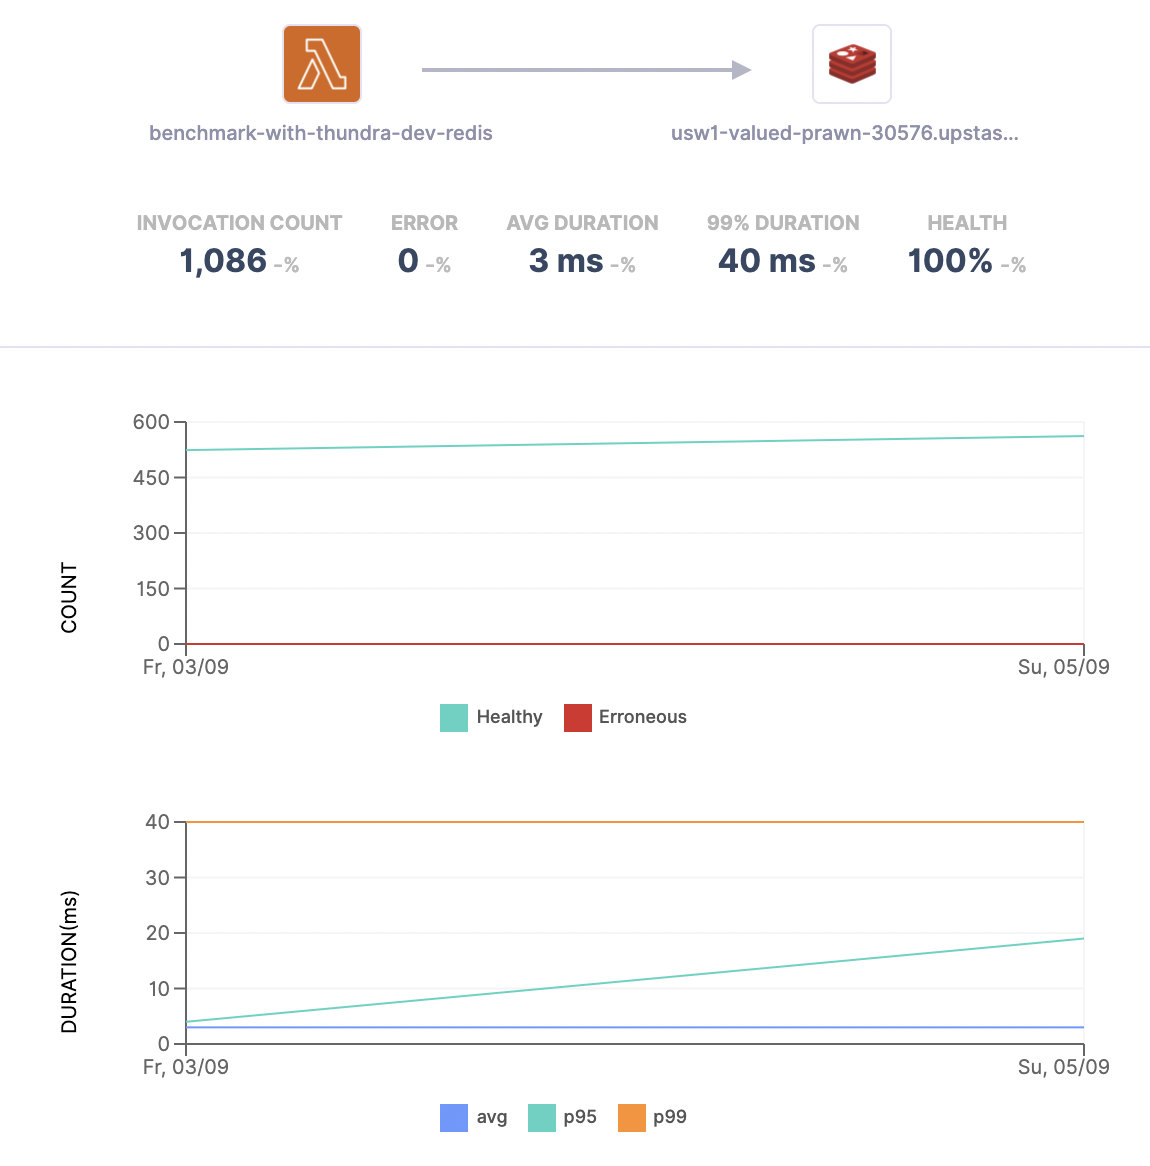 benchmark-with-thundra-dev-redis
usw1-valued-prawn-30576.upstas...
INVOCATION COUNT ERROR AVG DURATION 99% DURATION HEALTH
1,086 -% 0 -% 3 ms -% 40 ms -% 100% -%
600
450
300
150
0
COUNT
Fr, 03/09 Su, 05/09
Healthy Erroneous
40
30
20
10
0
DURATION(ms)
Fr, 03/09 Su, 05/09
avg p95 p99